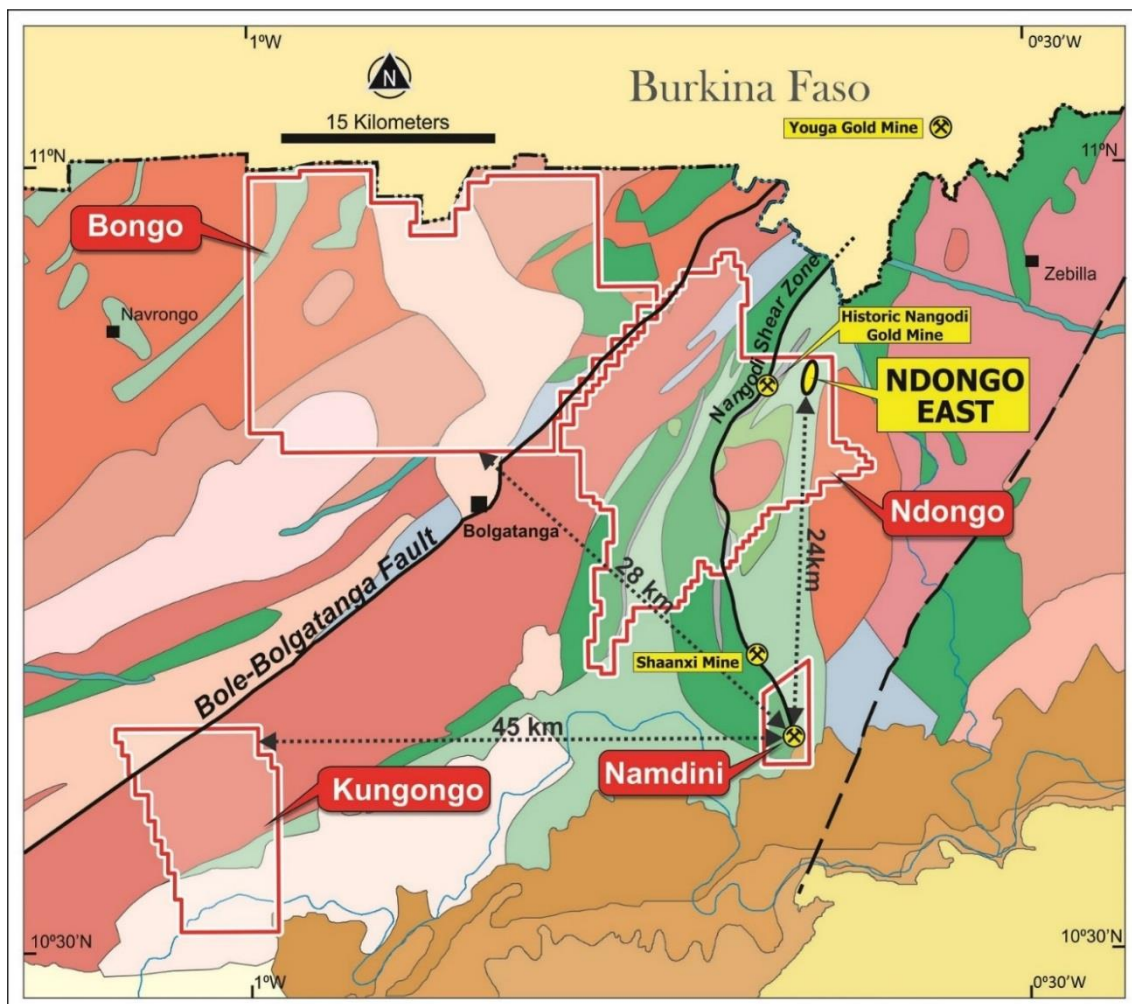 1ºW
0º30'W
N
Burkina Faso
15 Kilometers
Youga Gold Mine
11ºN
11ºN
Bongo
Zebilla
Navrongo
Nangodi Shear Zone
Historic Nangodi
Gold Mine
NDONGO
EAST
Bolgatanga
Ndongo
24km
28 km
Bole-Bolgatanga Fault
Shaanxi Mine
45 km
Namdini
Kungongo
10º30'N
10º30'N
1ºW
0º30'W